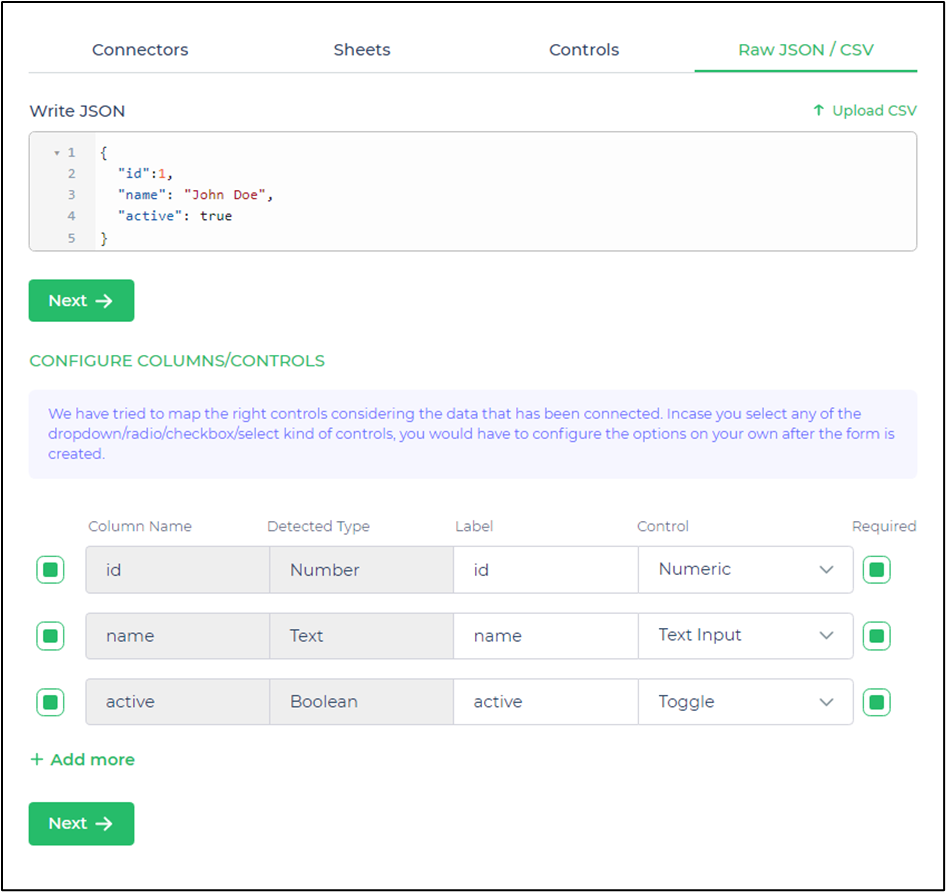 Connectors Sheets Controls Raw JSON / CSV
Write JSON ↑ Upload CSV
1 {
2 "id":1,
3 "name": "John Doe",
4 "active": true
5 }
Next →
CONFIGURE COLUMNS/CONTROLS
We have tried to map the right controls considering the data that has been connected. Incase you select any of the
dropdown/radio/checkbox/select kind of controls, you would have to configure the options on your own after the form is
created.
Column Name Detected Type Label Control Required
id Number id Numeric
name Text name Text Input
active Boolean active Toggle
+ Add more
Next →